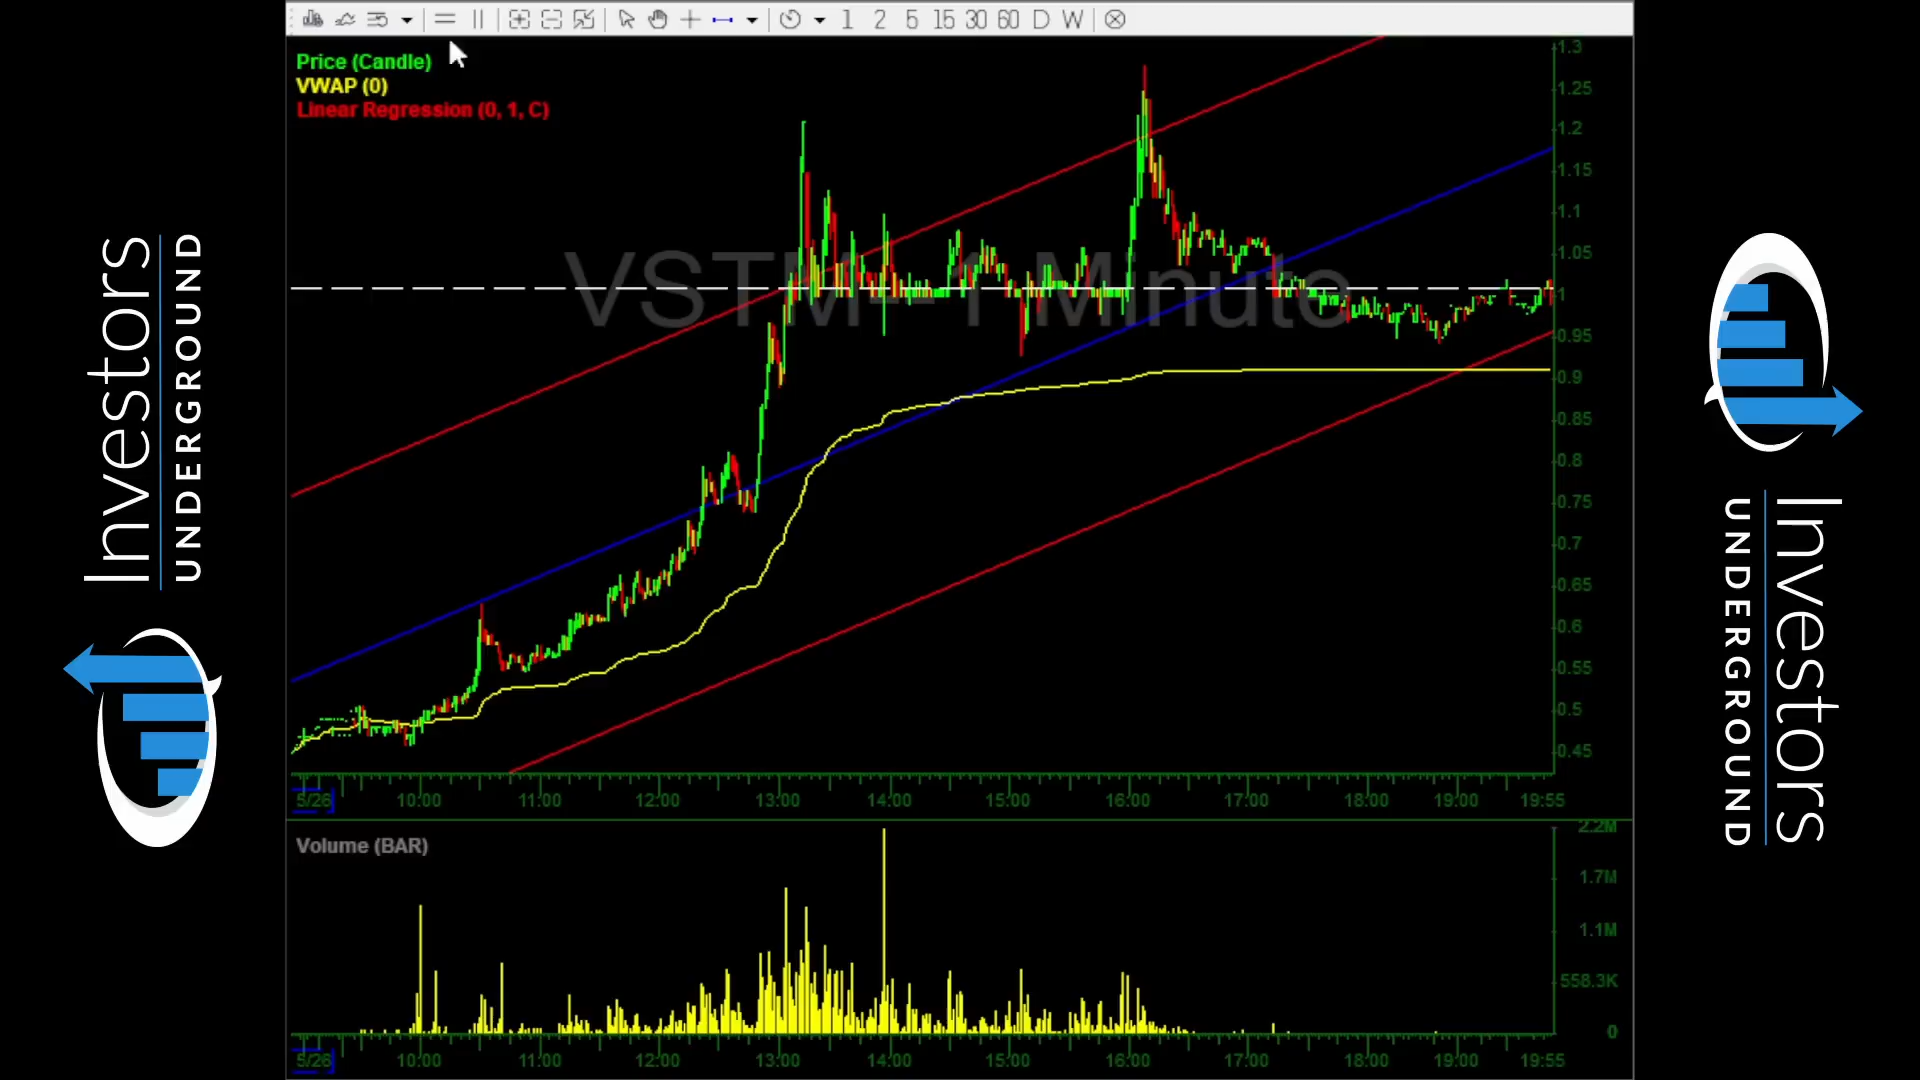 1 2 5 15 30 60 D W
Price (Candle)
VWAP (0)
Linear Regression (0, 1, C)
VSTM - 1 Minute
1.3
1.25
1.2
1.15
1.1
1.05
1
0.95
0.9
0.85
0.8
0.75
0.7
0.65
0.6
0.55
0.5
0.45
5/26 10:00 11:00 12:00 13:00 14:00 15:00 16:00 17:00 18:00 19:00 19:55
Volume (BAR)
2.2M
1.7M
1.1M
558.3K
0
5/26 10:00 11:00 12:00 13:00 14:00 15:00 16:00 17:00 18:00 19:00 19:55
Investors
UNDERGROUND
Investors
UNDERGROUND